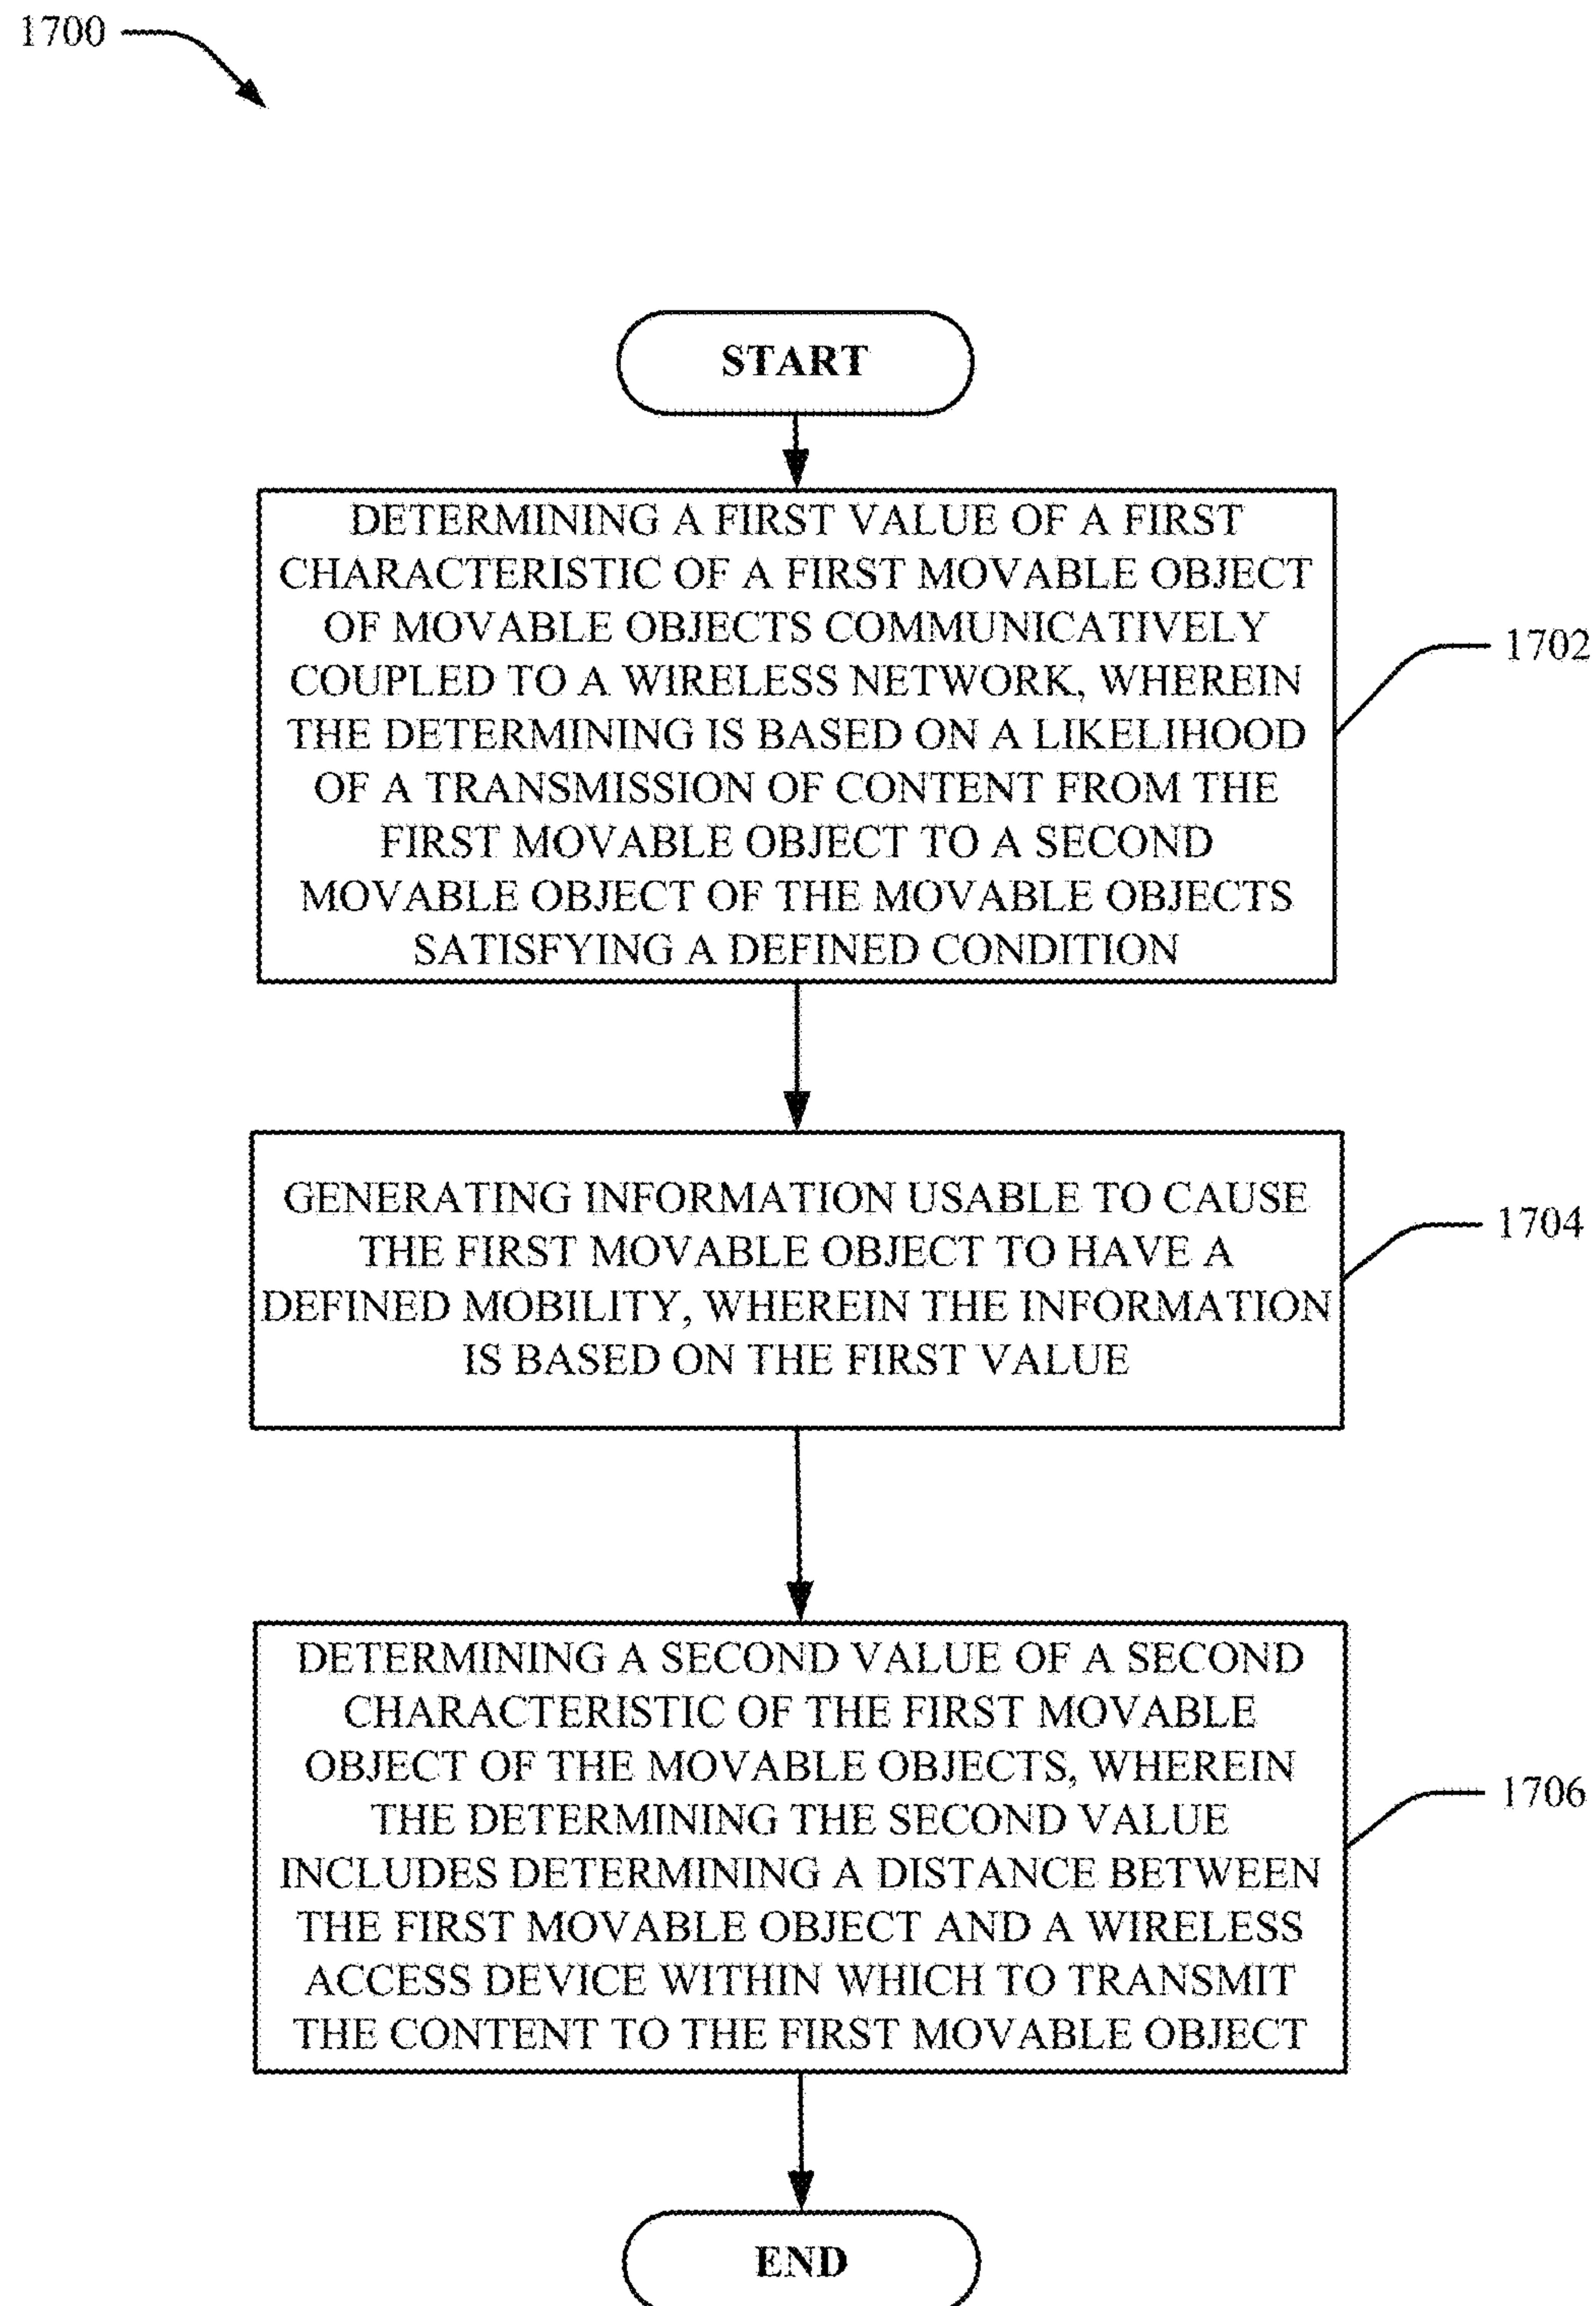 1700
START
DETERMINING A FIRST VALUE OF A FIRST
CHARACTERISTIC OF A FIRST MOVABLE OBJECT
OF MOVABLE OBJECTS COMMUNICATIVELY
COUPLED TO A WIRELESS NETWORK, WHEREIN
THE DETERMINING IS BASED ON A LIKELIHOOD
OF A TRANSMISSION OF CONTENT FROM THE
FIRST MOVABLE OBJECT TO A SECOND
MOVABLE OBJECT OF THE MOVABLE OBJECTS
SATISFYING A DEFINED CONDITION
1702
GENERATING INFORMATION USABLE TO CAUSE
THE FIRST MOVABLE OBJECT TO HAVE A
DEFINED MOBILITY, WHEREIN THE INFORMATION
IS BASED ON THE FIRST VALUE
1704
DETERMINING A SECOND VALUE OF A SECOND
CHARACTERISTIC OF THE FIRST MOVABLE
OBJECT OF THE MOVABLE OBJECTS, WHEREIN
THE DETERMINING THE SECOND VALUE
INCLUDES DETERMINING A DISTANCE BETWEEN
THE FIRST MOVABLE OBJECT AND A WIRELESS
ACCESS DEVICE WITHIN WHICH TO TRANSMIT
THE CONTENT TO THE FIRST MOVABLE OBJECT
1706
END